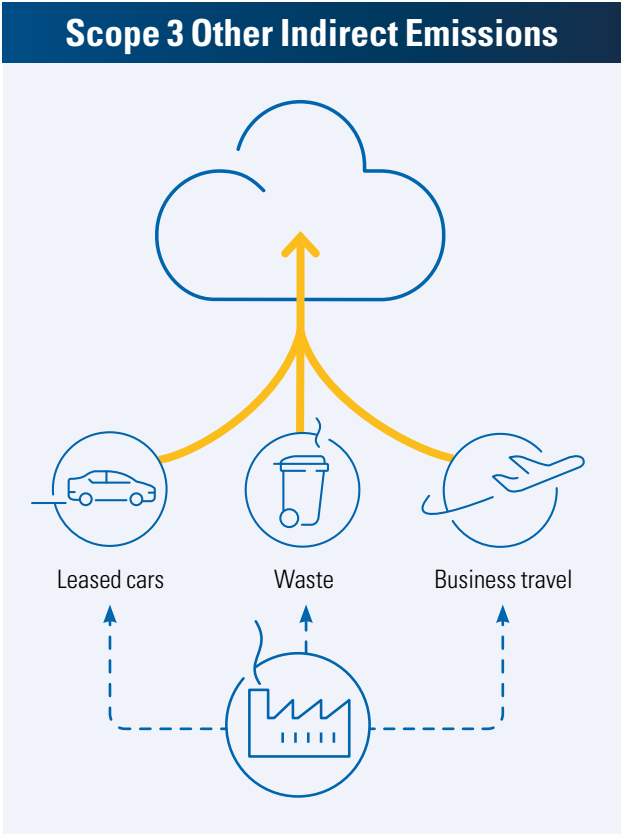 Scope 3 Other Indirect Emissions
Leased cars
Waste
Business travel